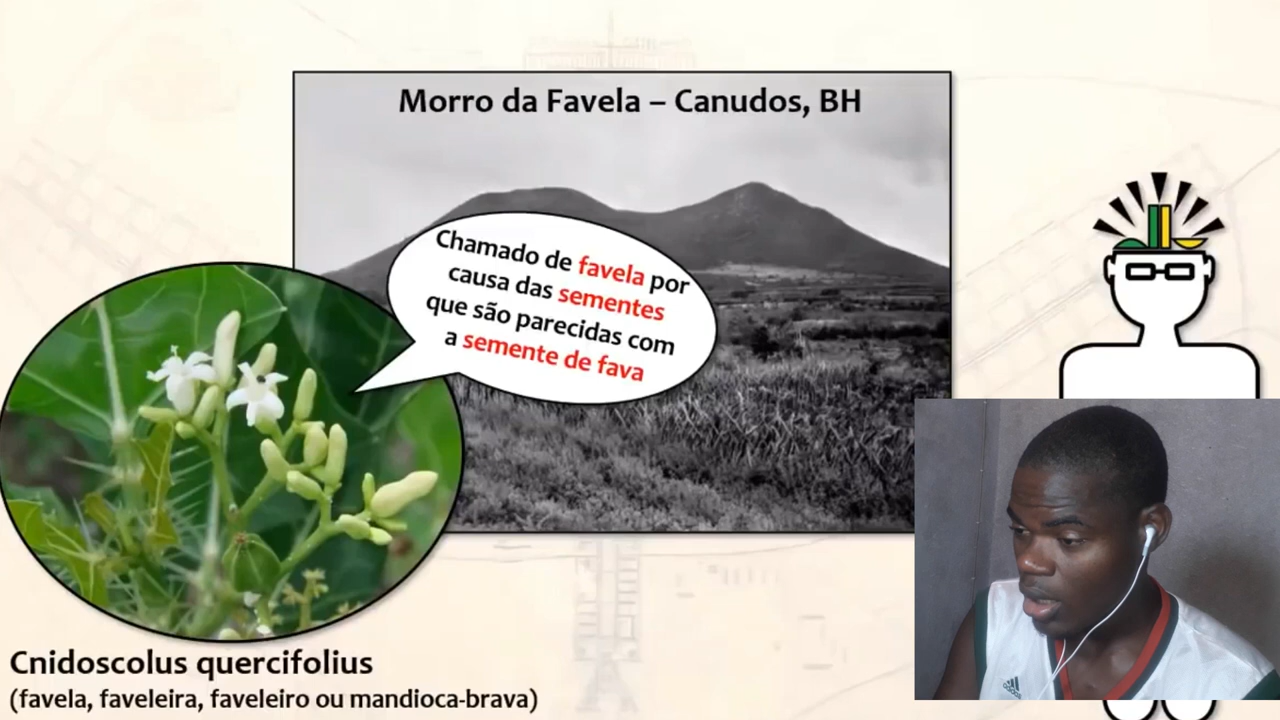 Morro da Favela – Canudos, BH
Chamado de favela por
causa das sementes
que são parecidas com
a semente de fava
Cnidoscolus quercifolius
(favela, faveleira, faveleiro ou mandioca-brava)
adidas